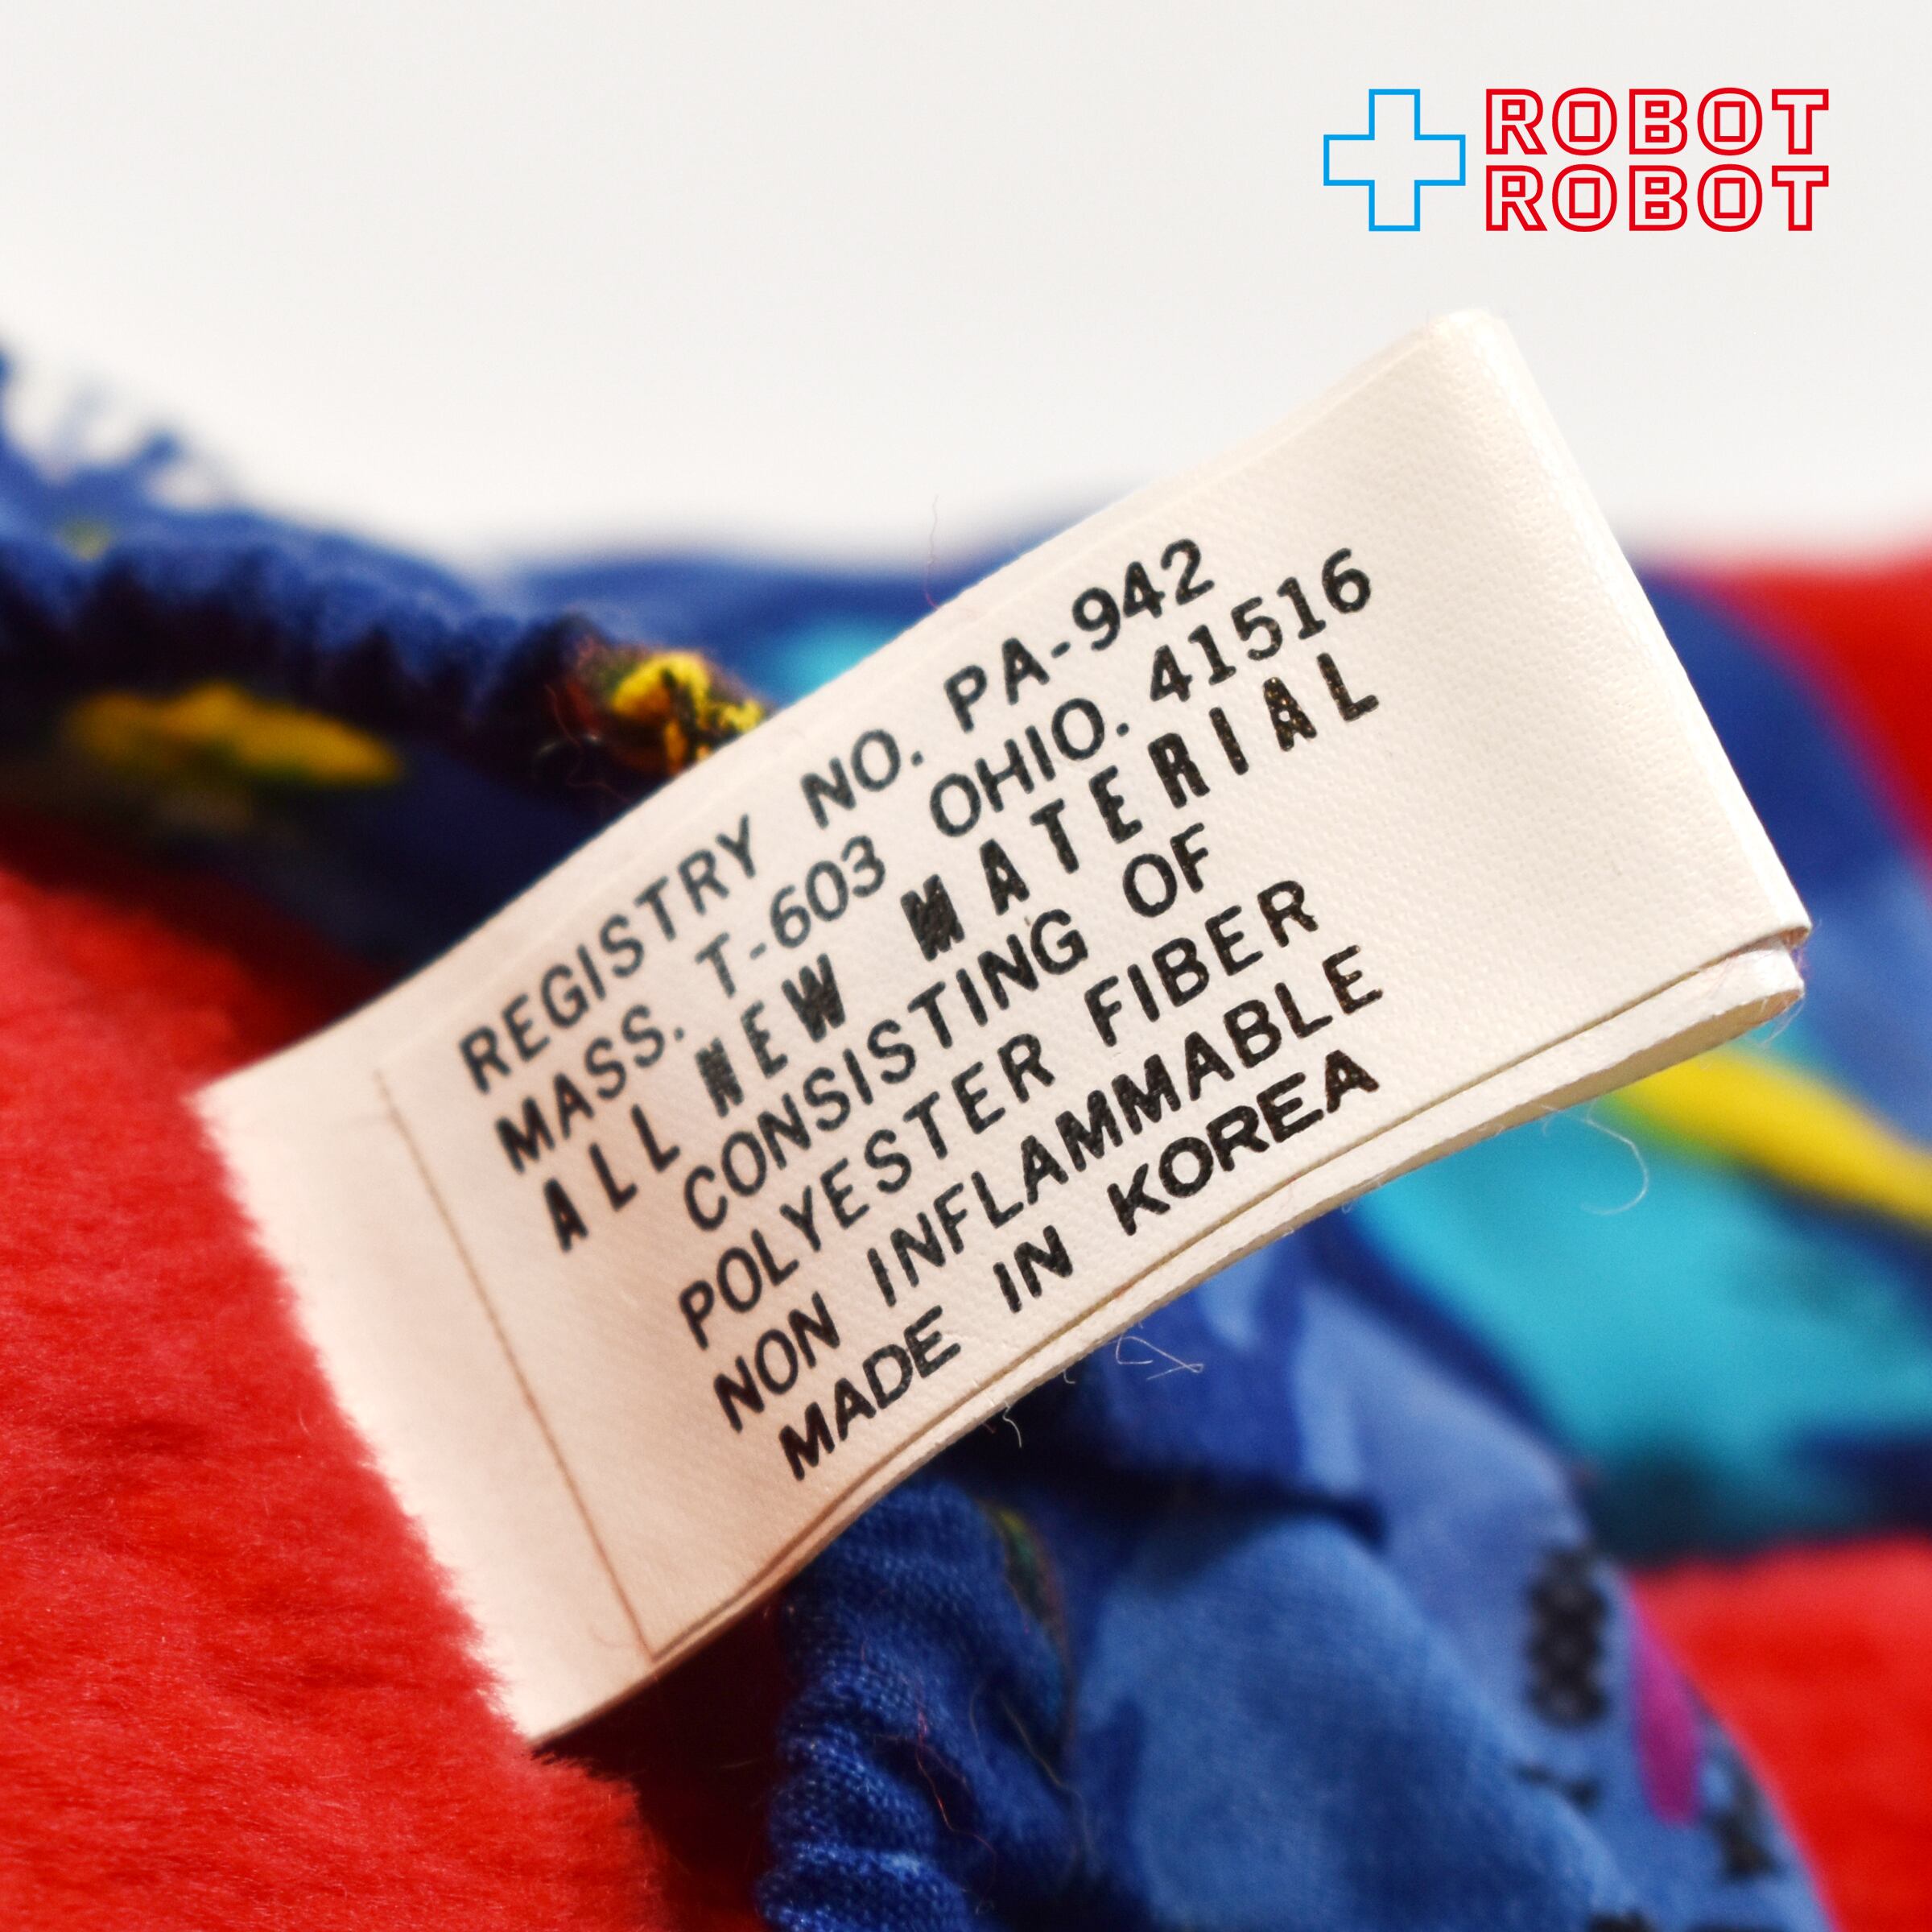 ROBOT
ROBOT
REGISTRY NO. PA-942
MASS. T-603 OHIO. 41516
ALL NEW MATERIAL
CONSISTING OF
POLYESTER FIBER
NON INFLAMMABLE
MADE IN KOREA